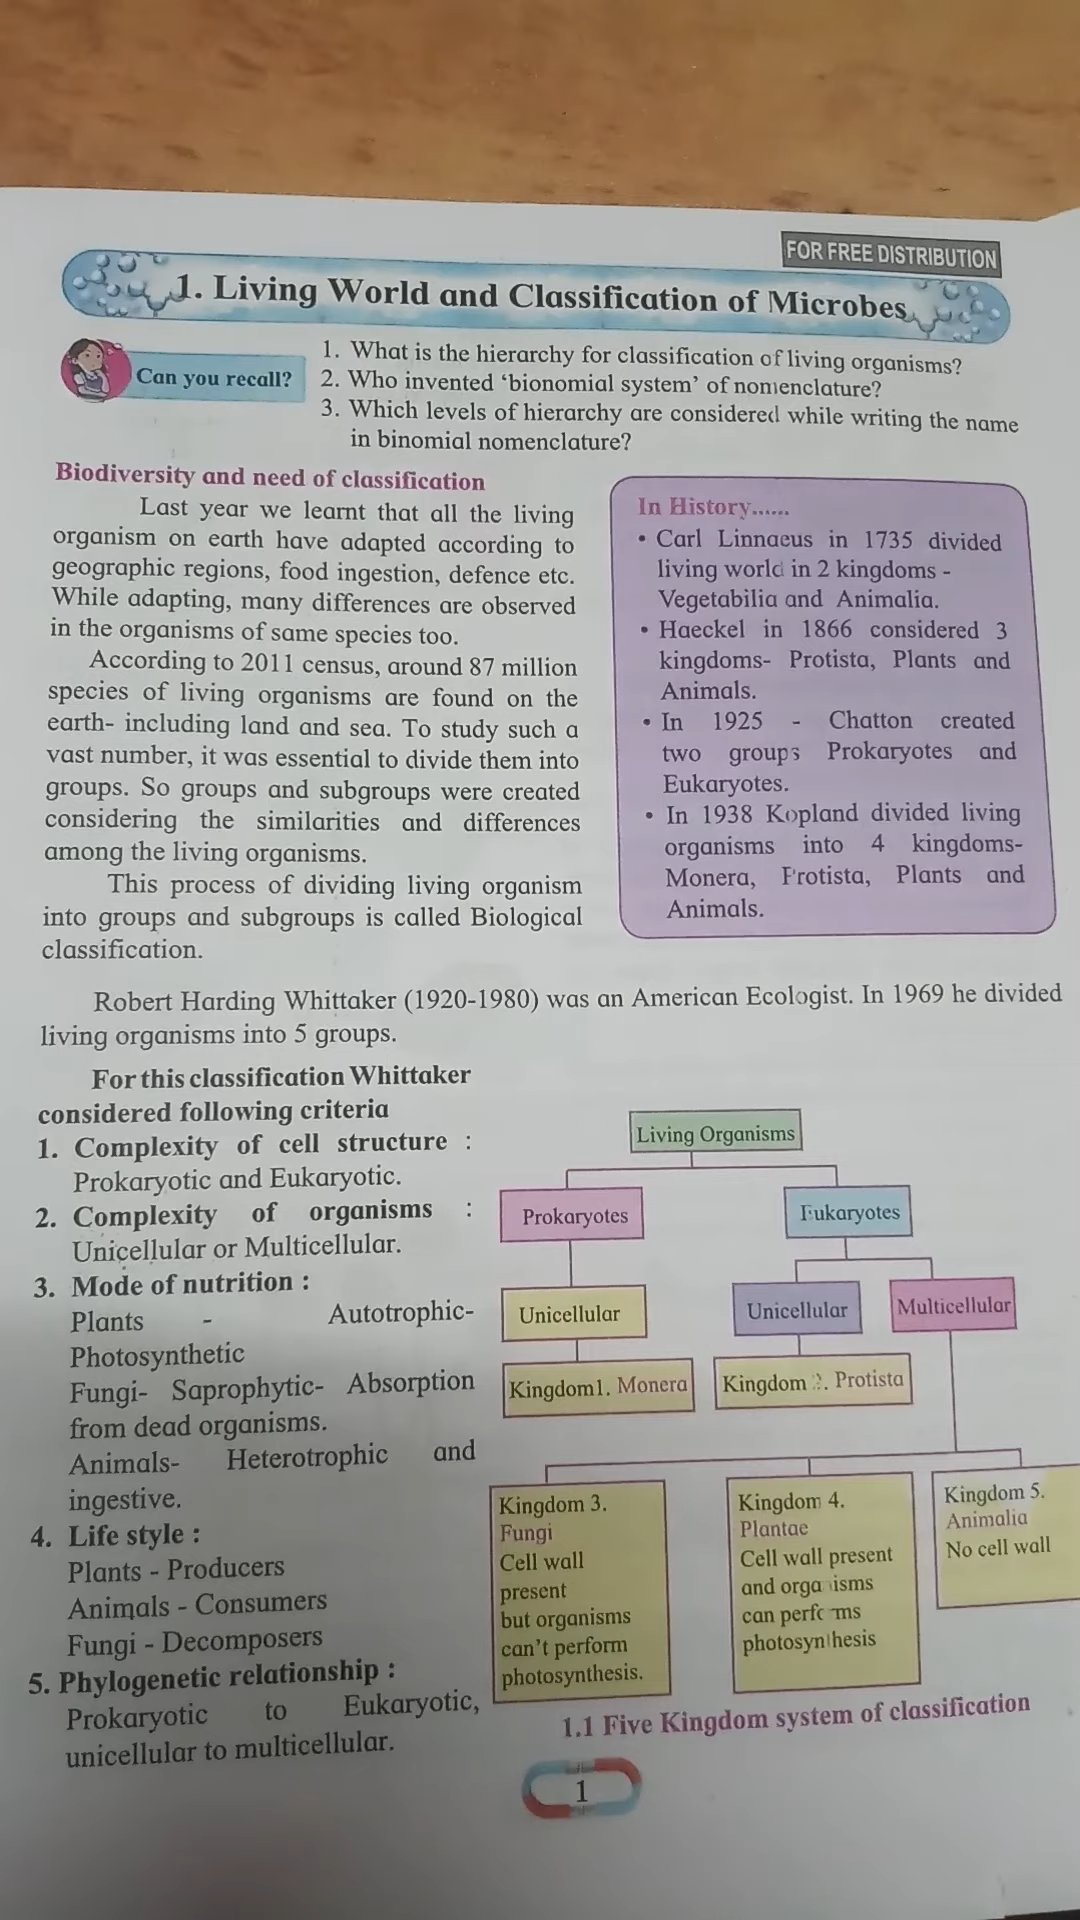 FOR FREE DISTRIBUTION
1. Living World and Classification of Microbes
Can you recall?
1. What is the hierarchy for classification of living organisms?
2. Who invented ‘bionomial system’ of nomenclature?
3. Which levels of hierarchy are considered while writing the name
in binomial nomenclature?
Biodiversity and need of classification
Last year we learnt that all the living
organism on earth have adapted according to
geographic regions, food ingestion, defence etc.
While adapting, many differences are observed
in the organisms of same species too.
According to 2011 census, around 87 million
species of living organisms are found on the
earth- including land and sea. To study such a
vast number, it was essential to divide them into
groups. So groups and subgroups were created
considering the similarities and differences
among the living organisms.
This process of dividing living organism
into groups and subgroups is called Biological
classification.
In History......
• Carl Linnaeus in 1735 divided
living world in 2 kingdoms -
Vegetabilia and Animalia.
• Haeckel in 1866 considered 3
kingdoms- Protista, Plants and
Animals.
• In 1925 - Chatton created
two groups Prokaryotes and
Eukaryotes.
• In 1938 Kopland divided living
organisms into 4 kingdoms-
Monera, Protista, Plants and
Animals.
Robert Harding Whittaker (1920-1980) was an American Ecologist. In 1969 he divided
living organisms into 5 groups.
For this classification Whittaker
considered following criteria
1. Complexity of cell structure :
Prokaryotic and Eukaryotic.
2. Complexity of organisms :
Unicellular or Multicellular.
3. Mode of nutrition :
Plants - Autotrophic-
Photosynthetic
Fungi- Saprophytic- Absorption
from dead organisms.
Animals- Heterotrophic and
ingestive.
4. Life style :
Plants - Producers
Animals - Consumers
Fungi - Decomposers
5. Phylogenetic relationship :
Prokaryotic to Eukaryotic,
unicellular to multicellular.
Living Organisms
Prokaryotes
Eukaryotes
Unicellular
Unicellular
Multicellular
Kingdom1. Monera
Kingdom 2. Protista
Kingdom 3.
Fungi
Cell wall
present
but organisms
can’t perform
photosynthesis.
Kingdom 4.
Plantae
Cell wall present
and organisms
can performs
photosynthesis
Kingdom 5.
Animalia
No cell wall
1.1 Five Kingdom system of classification
1